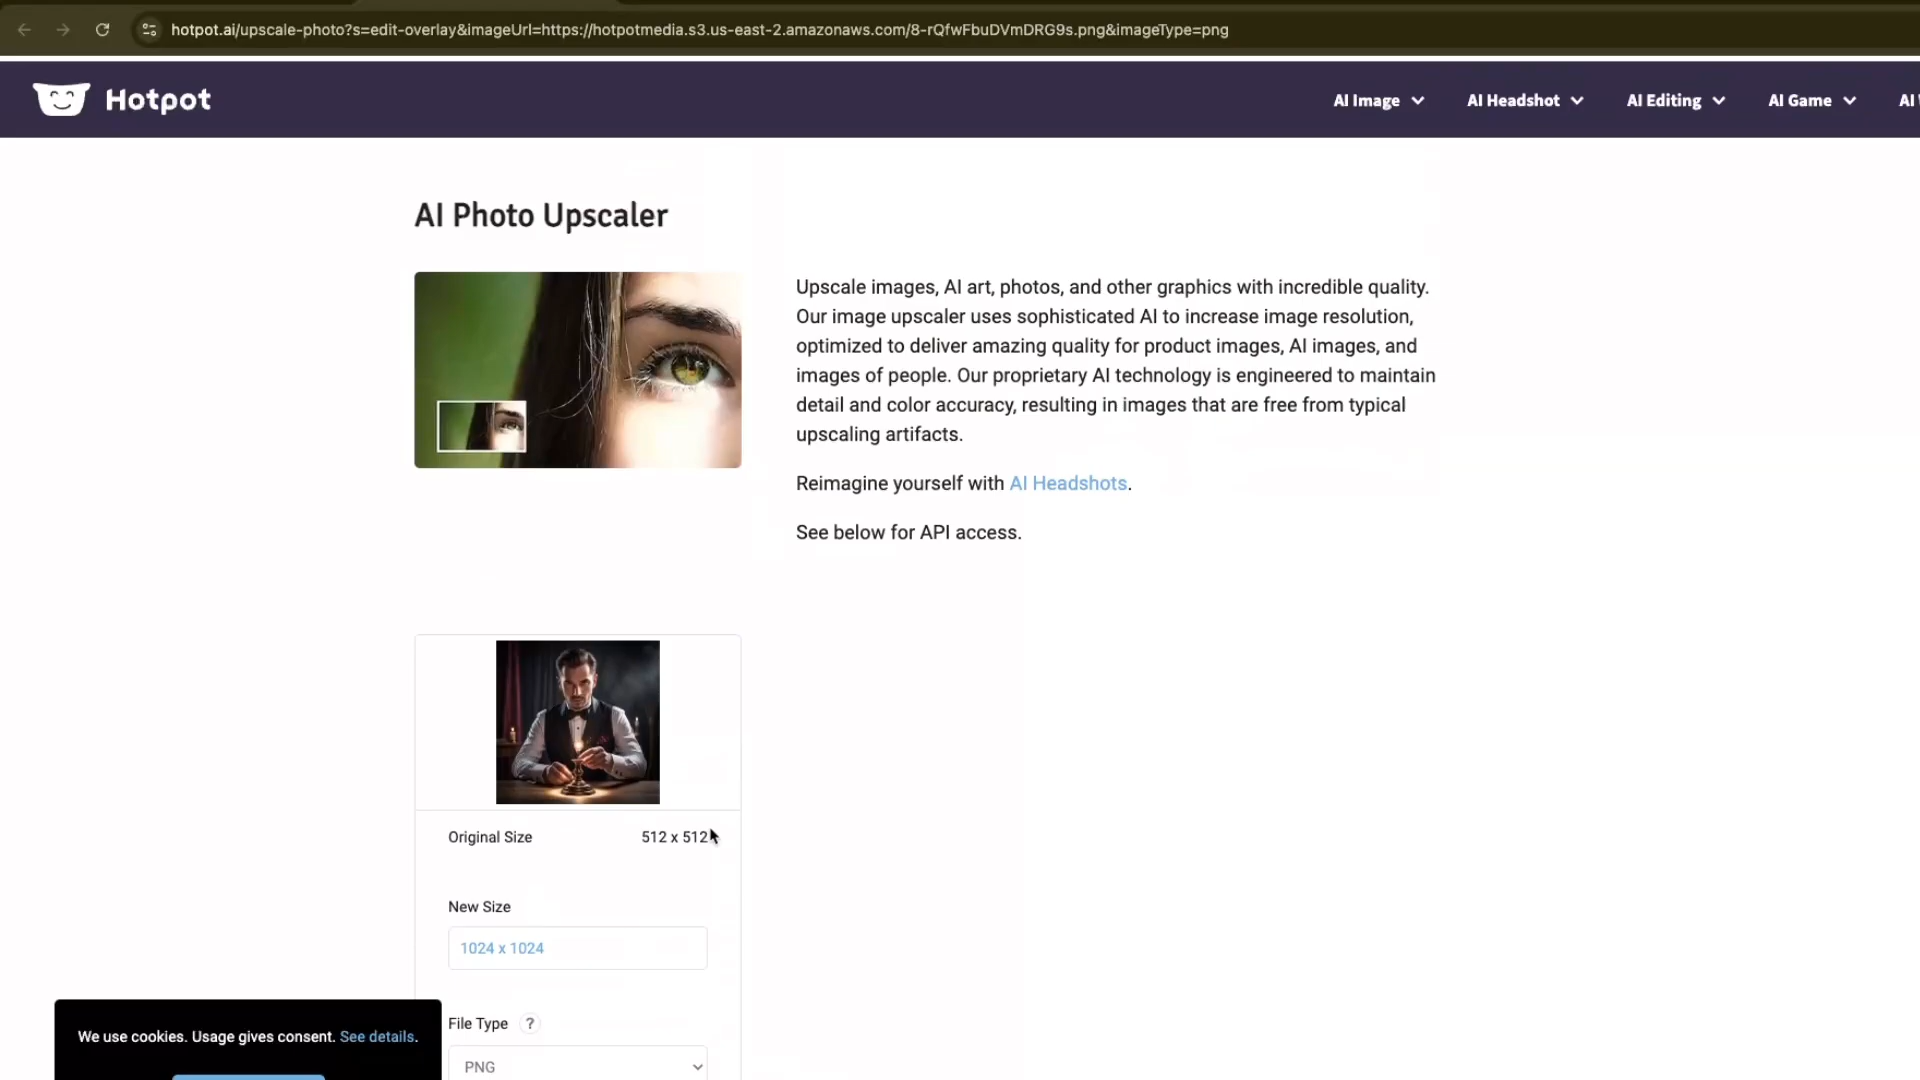 hotpot.ai/upscale-photo?s=edit-overlay&imageUrl=https://hotpotmedia.s3.us-east-2.amazonaws.com/8-rQfwFbuDVmDRG9s.png&imageType=png
Hotpot
AI Image
AI Headshot
AI Editing
AI Game
AI
AI Photo Upscaler
Upscale images, AI art, photos, and other graphics with incredible quality.
Our image upscaler uses sophisticated AI to increase image resolution,
optimized to deliver amazing quality for product images, AI images, and
images of people. Our proprietary AI technology is engineered to maintain
detail and color accuracy, resulting in images that are free from typical
upscaling artifacts.
Reimagine yourself with AI Headshots.
See below for API access.
Original Size 512 x 512
New Size
1024 x 1024
File Type ?
PNG
We use cookies. Usage gives consent. See details.